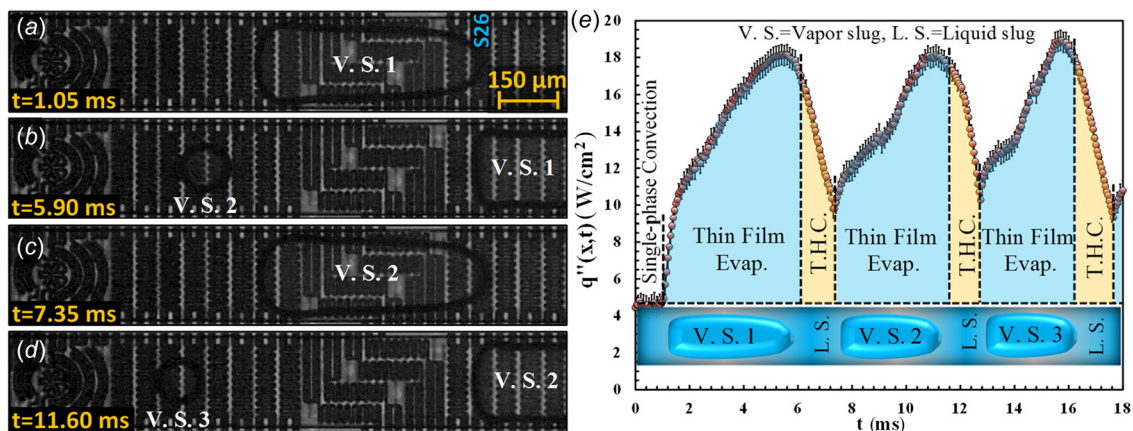 (a)
S26
V. S. 1
150 µm
t=1.05 ms
(b)
V. S. 1
V. S. 2
t=5.90 ms
(c)
V. S. 2
t=7.35 ms
(d)
V. S. 2
V. S. 3
t=11.60 ms
(e)
V. S.=Vapor slug, L. S.=Liquid slug
q"(x,t) (W/cm²)
20
18
16
14
12
10
18
6
4
2
0
Single-phase Convection
Thin Film
Evap.
T.H.C.
Thin Film
Evap.
T.H.C.
Thin Film
Evap.
T.H.C.
V. S. 1
L. S.
V. S. 2
L. S.
V. S. 3
L. S.
0 2 4 6 8 10 12 14 16 18
t (ms)